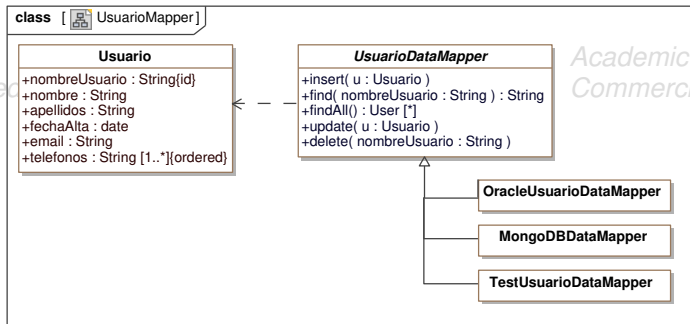 class [ UsuarioMapper]
Usuario
+nombreUsuario : String{id}
+nombre : String
+apellidos : String
+fechaAlta : date
+email : String
+telefonos : String [1..*]{ordered}
UsuarioDataMapper
+insert( u : Usuario )
+find( nombreUsuario : String ) : String
+findAll() : User [*]
+update( u : Usuario )
+delete( nombreUsuario : String )
OracleUsuarioDataMapper
MongoDBDataMapper
TestUsuarioDataMapper
Academic